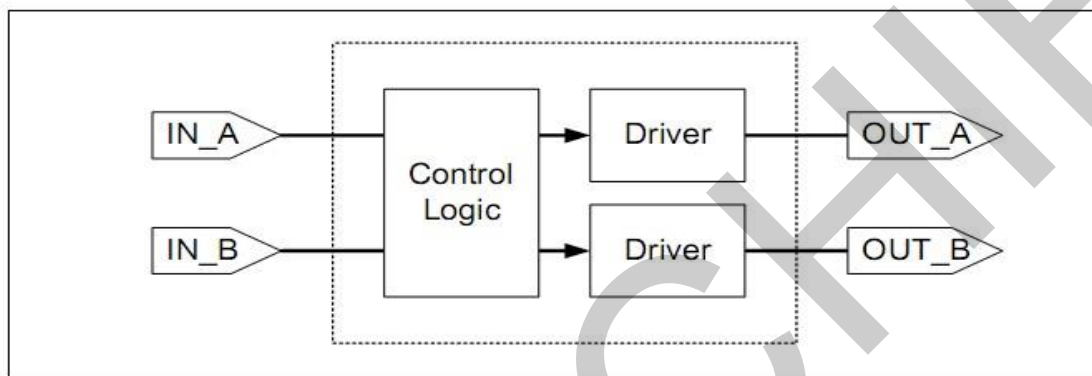 IN_A
Control
Logic
Driver
OUT_A
IN_B
Driver
OUT_B